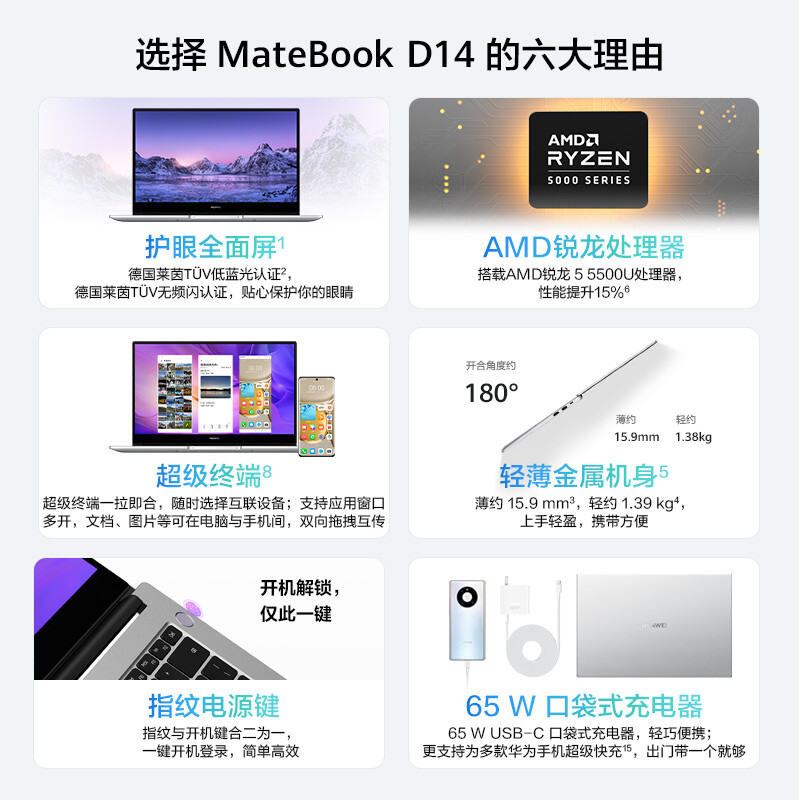 选择 MateBook D14 的六大理由
护眼全面屏1
德国莱茵TÜV低蓝光认证2，
德国莱茵TÜV无频闪认证，贴心保护你的眼睛
AMD
RYZEN
5000 SERIES
AMD锐龙处理器
搭载AMD锐龙 5 5500U处理器，
性能提升15%6
08:00
超级终端8
超级终端一拉即合，随时选择互联设备；支持应用窗口
多开，文档、图片等可在电脑与手机间，双向拖拽互传
开合角度约
180°
薄约 轻约
15.9mm 1.38kg
轻薄金属机身5
薄约 15.9 mm3，轻约 1.39 kg4，
上手轻盈，携带方便
开机解锁，
仅此一键
指纹电源键
指纹与开机键合二为一，
一键开机登录，简单高效
HUAWEI
65 W 口袋式充电器
65 W USB-C 口袋式充电器，轻巧便携；
更支持为多款华为手机超级快充15，出门带一个就够